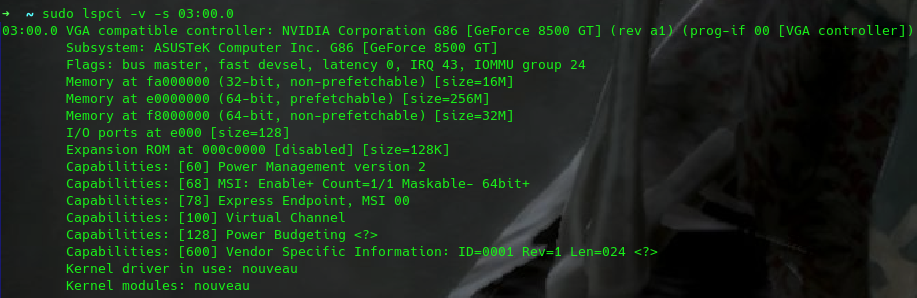 ➜  ~ sudo lspci -v -s 03:00.0
03:00.0 VGA compatible controller: NVIDIA Corporation G86 [GeForce 8500 GT] (rev a1) (prog-if 00 [VGA controller])
        Subsystem: ASUSTeK Computer Inc. G86 [GeForce 8500 GT]
        Flags: bus master, fast devsel, latency 0, IRQ 43, IOMMU group 24
        Memory at fa000000 (32-bit, non-prefetchable) [size=16M]
        Memory at e0000000 (64-bit, prefetchable) [size=256M]
        Memory at f8000000 (64-bit, non-prefetchable) [size=32M]
        I/O ports at e000 [size=128]
        Expansion ROM at 000c0000 [disabled] [size=128K]
        Capabilities: [60] Power Management version 2
        Capabilities: [68] MSI: Enable+ Count=1/1 Maskable- 64bit+
        Capabilities: [78] Express Endpoint, MSI 00
        Capabilities: [100] Virtual Channel
        Capabilities: [128] Power Budgeting <?>
        Capabilities: [600] Vendor Specific Information: ID=0001 Rev=1 Len=024 <?>
        Kernel driver in use: nouveau
        Kernel modules: nouveau